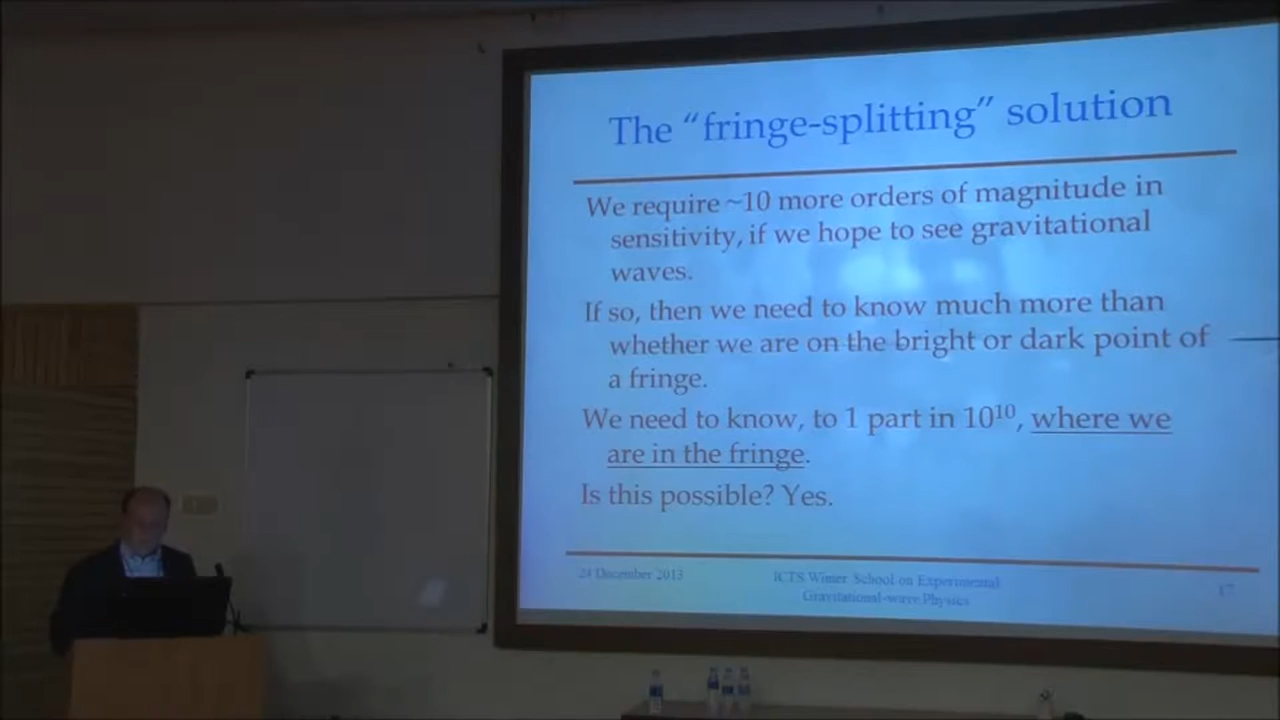 The “fringe-splitting” solution
We require ~10 more orders of magnitude in
sensitivity, if we hope to see gravitational
waves.
If so, then we need to know much more than
whether we are on the bright or dark point of
a fringe.
We need to know, to 1 part in 10¹⁰, where we
are in the fringe.
Is this possible? Yes.
24 December 2013
ICTS Winter School on Experimental
Gravitational-wave Physics
17